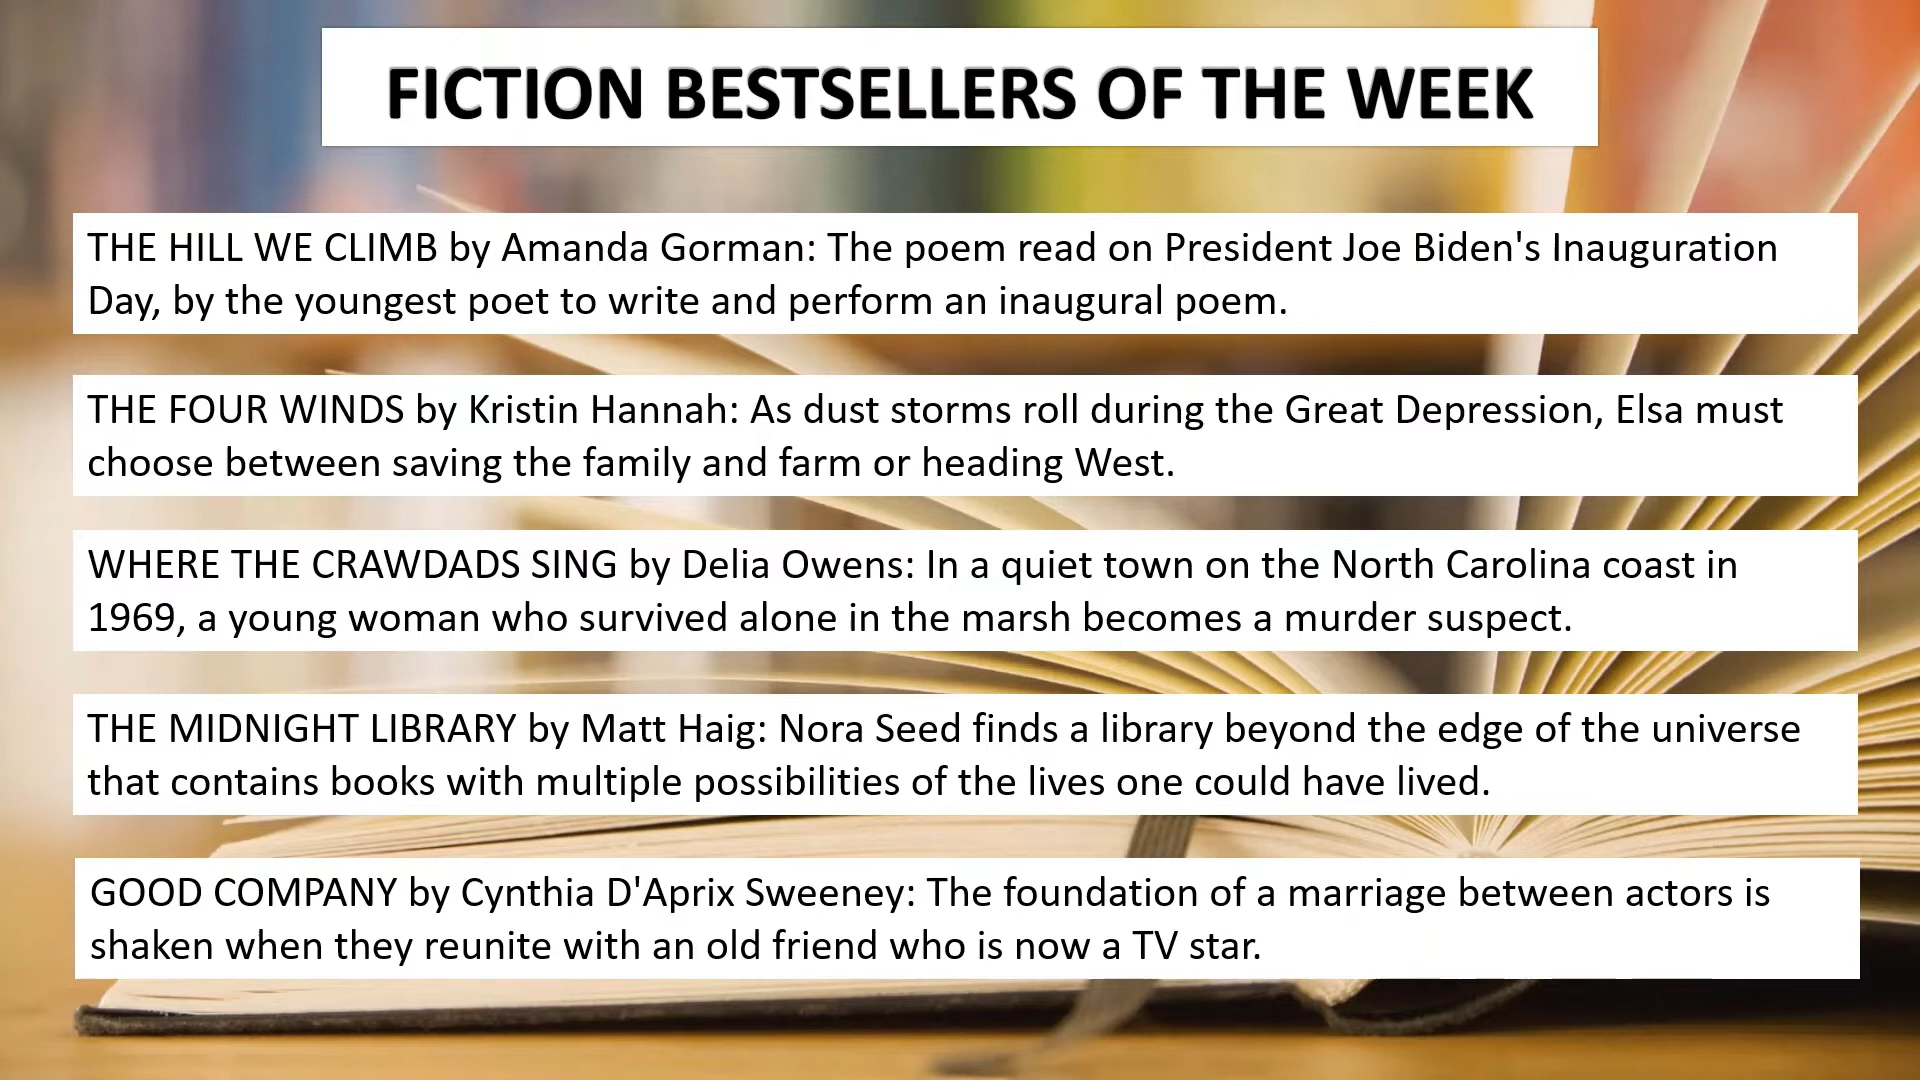 FICTION BESTSELLERS OF THE WEEK
THE HILL WE CLIMB by Amanda Gorman: The poem read on President Joe Biden's Inauguration
Day, by the youngest poet to write and perform an inaugural poem.
THE FOUR WINDS by Kristin Hannah: As dust storms roll during the Great Depression, Elsa must
choose between saving the family and farm or heading West.
WHERE THE CRAWDADS SING by Delia Owens: In a quiet town on the North Carolina coast in
1969, a young woman who survived alone in the marsh becomes a murder suspect.
THE MIDNIGHT LIBRARY by Matt Haig: Nora Seed finds a library beyond the edge of the universe
that contains books with multiple possibilities of the lives one could have lived.
GOOD COMPANY by Cynthia D'Aprix Sweeney: The foundation of a marriage between actors is
shaken when they reunite with an old friend who is now a TV star.